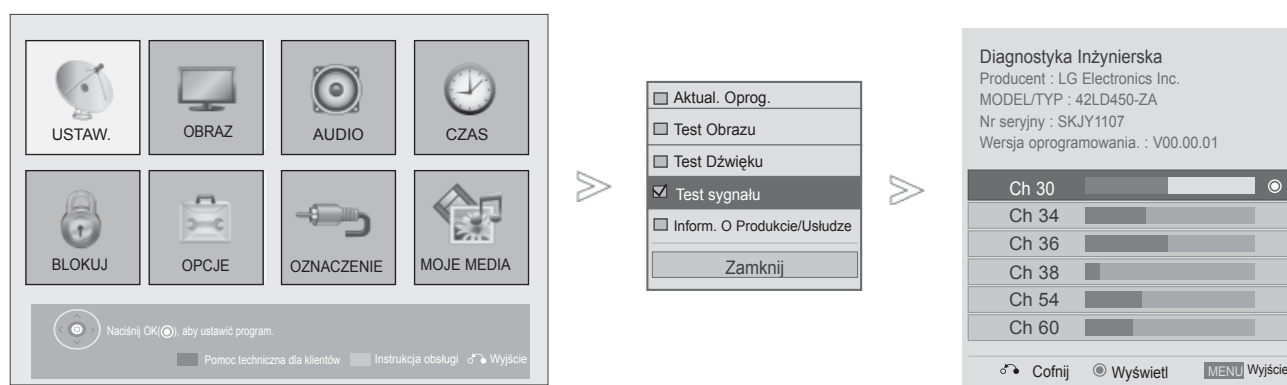 USTAW.
OBRAZ
AUDIO
CZAS
BLOKUJ
OPCJE
OZNACZENIE
MOJE MEDIA
Naciśnij OK(◉), aby ustawić program.
Pomoc techniczna dla klientów Instrukcja obsługi Wyjście
Aktual. Oprog.
Test Obrazu
Test Dźwięku
Test sygnału
Inform. O Produkcie/Usłudze
Zamknij
Diagnostyka Inżynierska
Producent : LG Electronics Inc.
MODEL/TYP : 42LD450-ZA
Nr seryjny : SKJY1107
Wersja oprogramowania. : V00.00.01
Ch 30
Ch 34
Ch 36
Ch 38
Ch 54
Ch 60
Cofnij Wyświetl MENU Wyjście